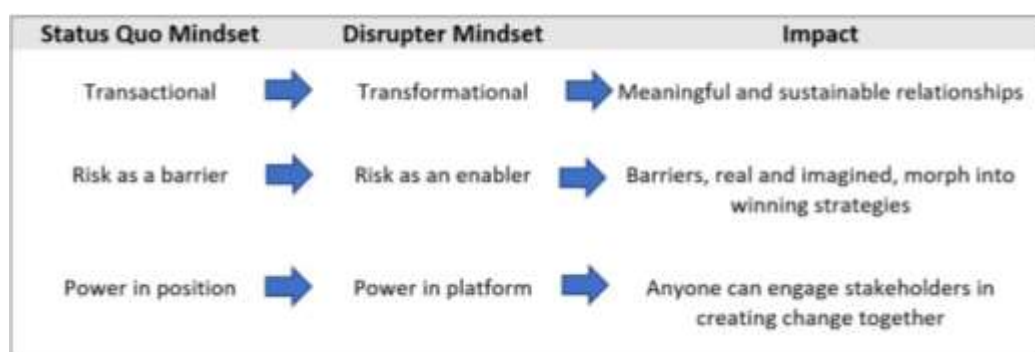 Status Quo Mindset Disrupter Mindset Impact
Transactional Transformational Meaningful and sustainable relationships
Risk as a barrier Risk as an enabler Barriers, real and imagined, morph into
winning strategies
Power in position Power in platform Anyone can engage stakeholders in
creating change together